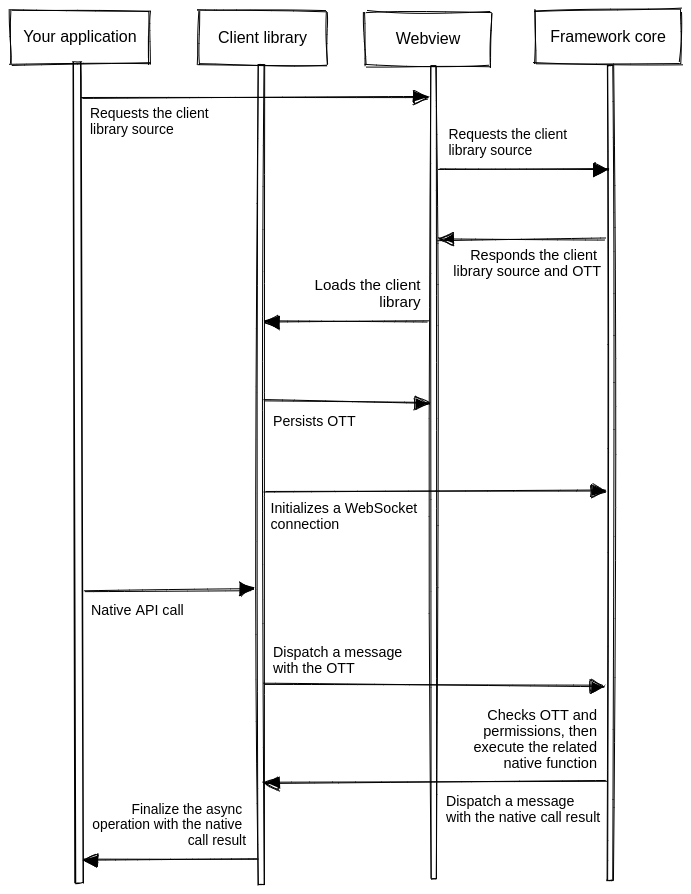 Your application
Client library
Webview
Framework core
Requests the client
library source
Requests the client
library source
Responds the client
library source and OTT
Loads the client
library
Persists OTT
Initializes a WebSocket
connection
Native API call
Dispatch a message
with the OTT
Checks OTT and
permissions, then
execute the related
native function
Dispatch a message
with the native call result
Finalize the async
operation with the native
call result